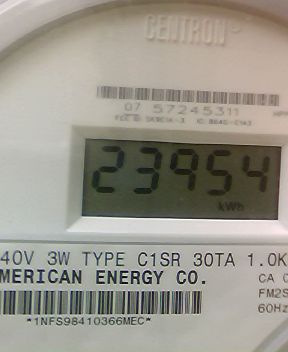 CENTRON
07 57245311
23954
kWh
40V 3W TYPE C1SR 30TA 1.0K
MERICAN ENERGY CO.
CA 0
FM2S
60Hz
*1NFS98410366MEC*